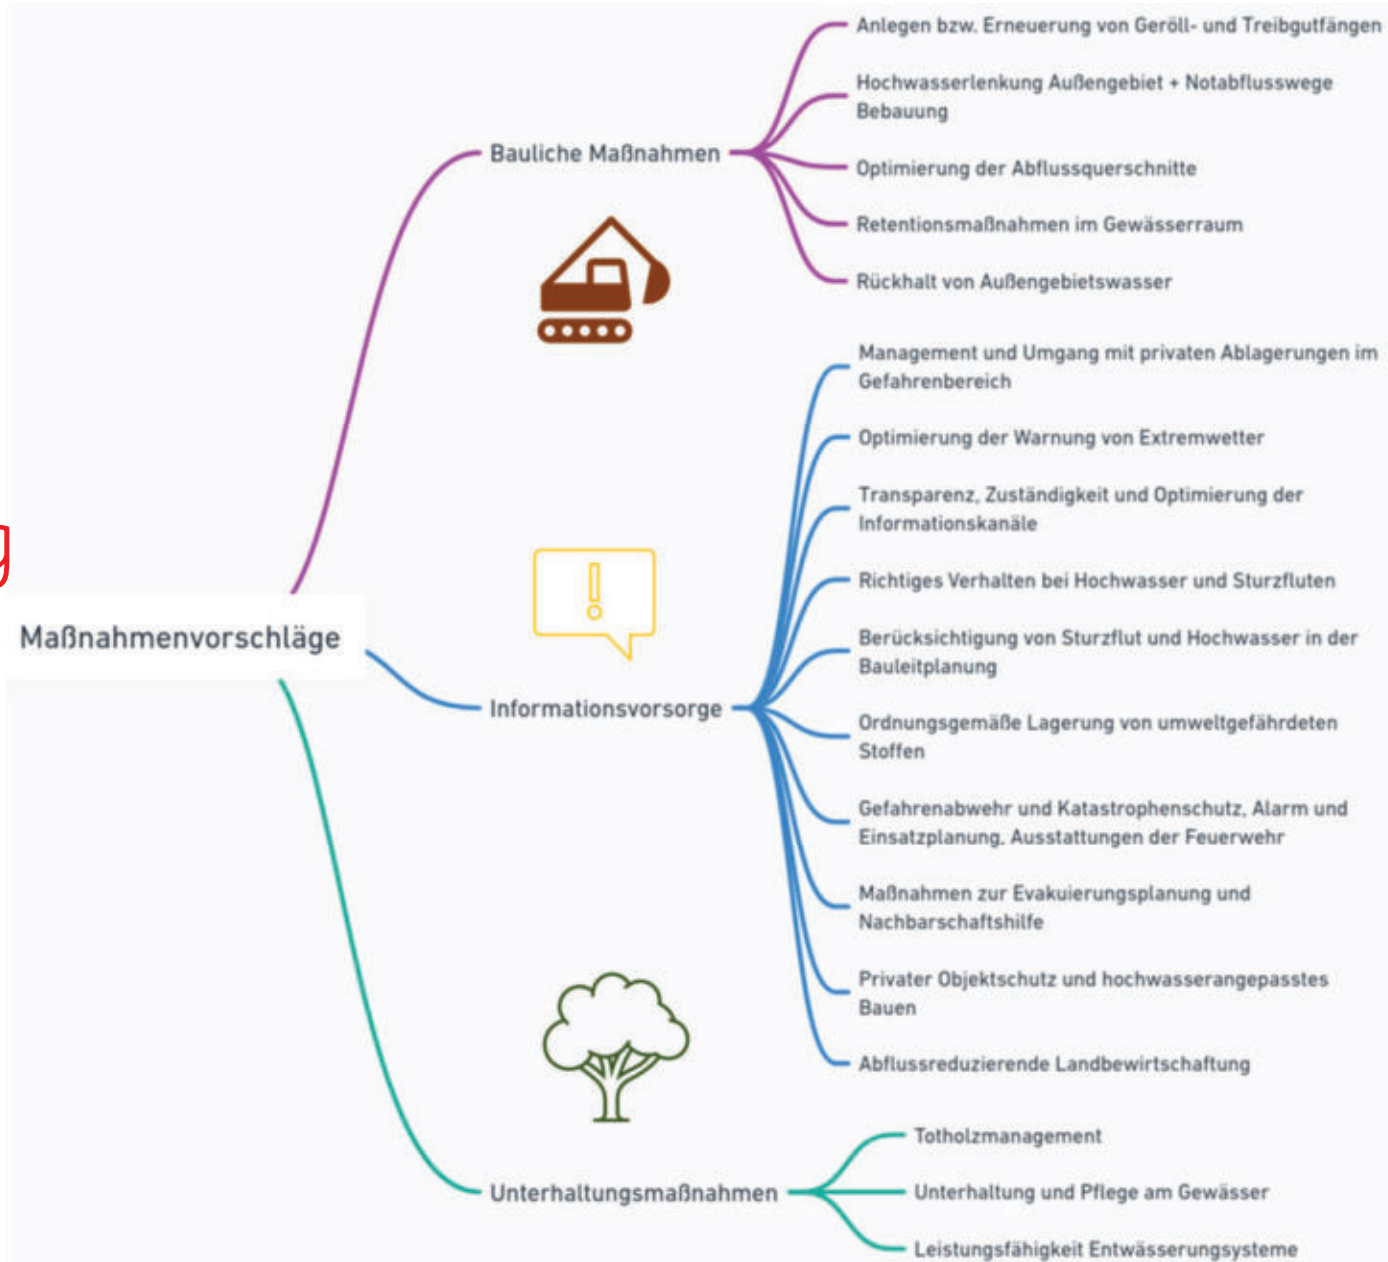 Maßnahmenvorschläge
Bauliche Maßnahmen
Anlegen bzw. Erneuerung von Geröll- und Treibgutfängen
Hochwasserlenkung Außengebiet + Notabflusswege
Bebauung
Optimierung der Abflussquerschnitte
Retentionsmaßnahmen im Gewässerraum
Rückhalt von Außengebietswasser
Informationsvorsorge
Management und Umgang mit privaten Ablagerungen im
Gefahrenbereich
Optimierung der Warnung von Extremwetter
Transparenz, Zuständigkeit und Optimierung der
Informationskanäle
Richtiges Verhalten bei Hochwasser und Sturzfluten
Berücksichtigung von Sturzflut und Hochwasser in der
Bauleitplanung
Ordnungsgemäße Lagerung von umweltgefährdeten
Stoffen
Gefahrenabwehr und Katastrophenschutz, Alarm und
Einsatzplanung, Ausstattungen der Feuerwehr
Maßnahmen zur Evakuierungsplanung und
Nachbarschaftshilfe
Privater Objektschutz und hochwasserangepasstes
Bauen
Abflussreduzierende Landbewirtschaftung
Unterhaltungsmaßnahmen
Totholzmanagement
Unterhaltung und Pflege am Gewässer
Leistungsfähigkeit Entwässerungsysteme